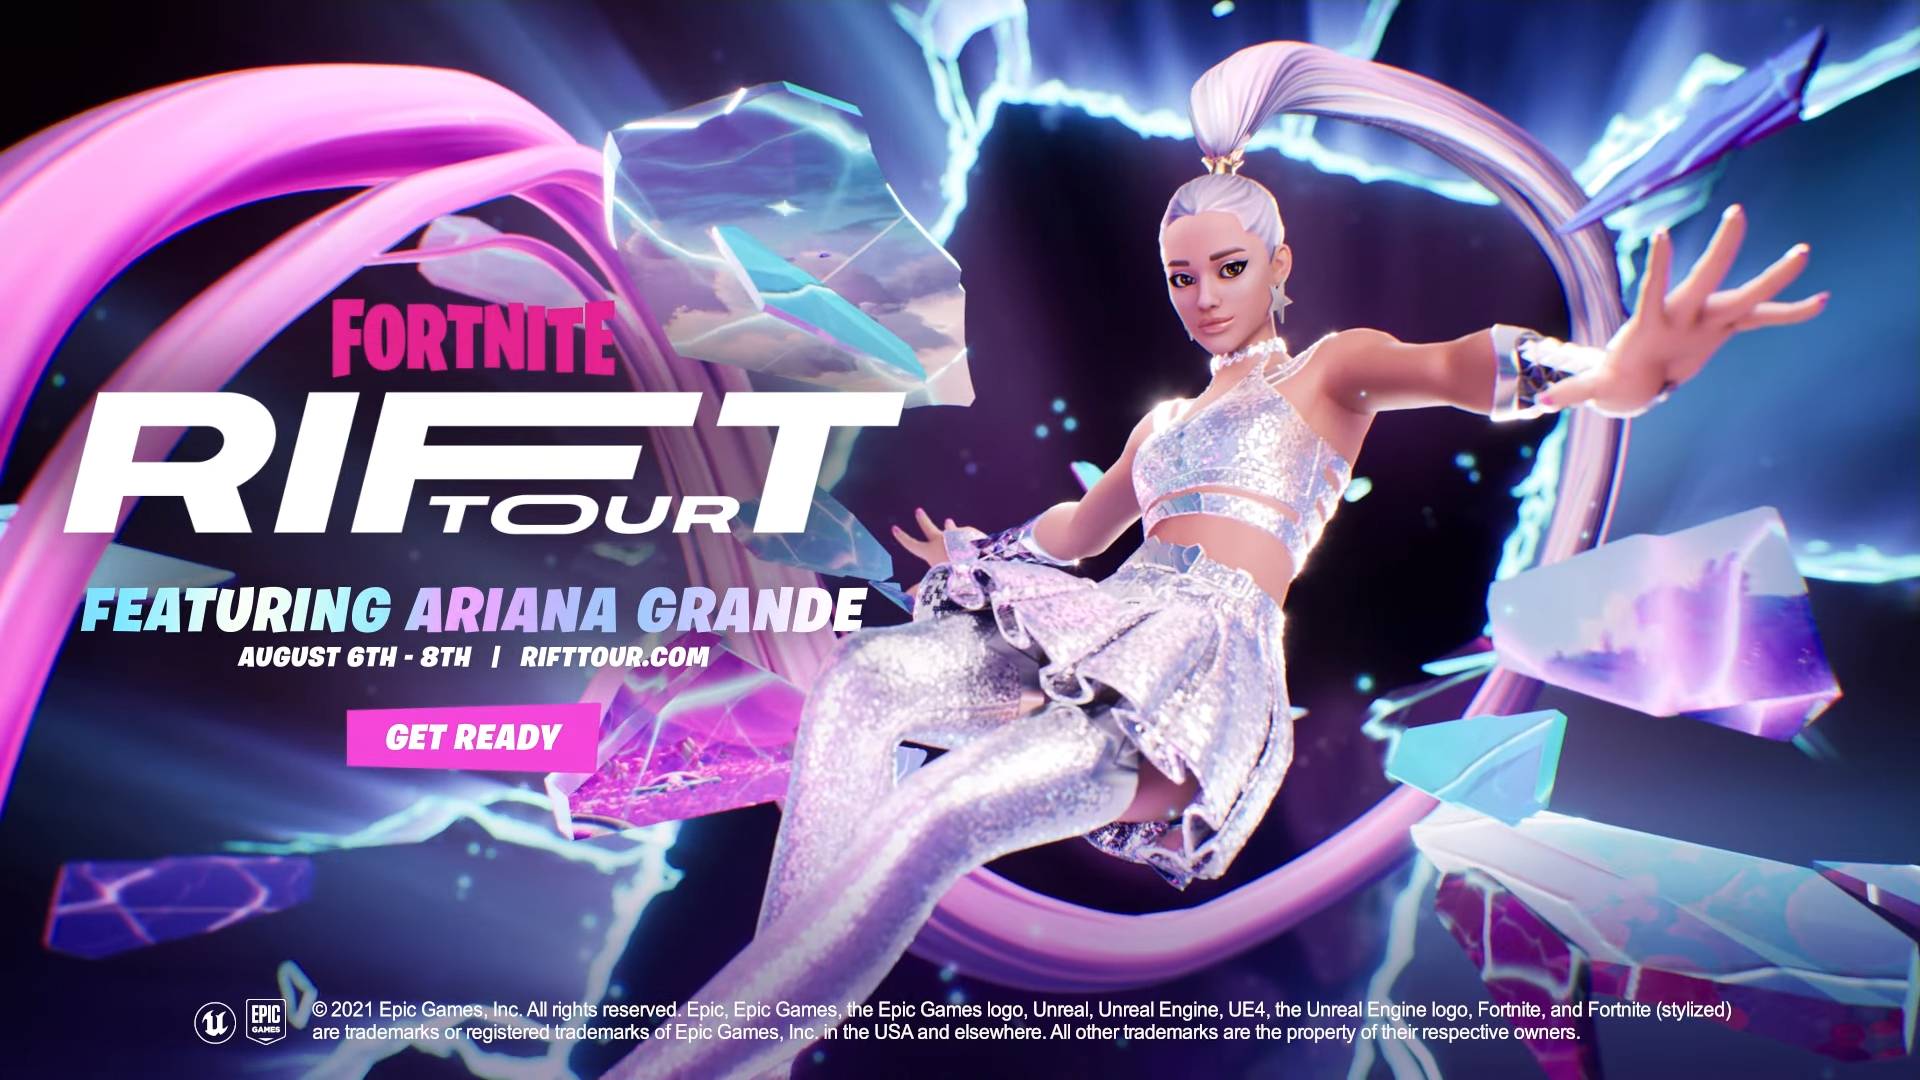 FORTNITE
RIFT
TOUR
FEATURING ARIANA GRANDE
AUGUST 6TH - 8TH | RIFTTOUR.COM
GET READY
EPIC
GAMES
© 2021 Epic Games, Inc. All rights reserved. Epic, Epic Games, the Epic Games logo, Unreal, Unreal Engine, UE4, the Unreal Engine logo, Fortnite, and Fortnite (stylized)
are trademarks or registered trademarks of Epic Games, Inc. in the USA and elsewhere. All other trademarks are the property of their respective owners.